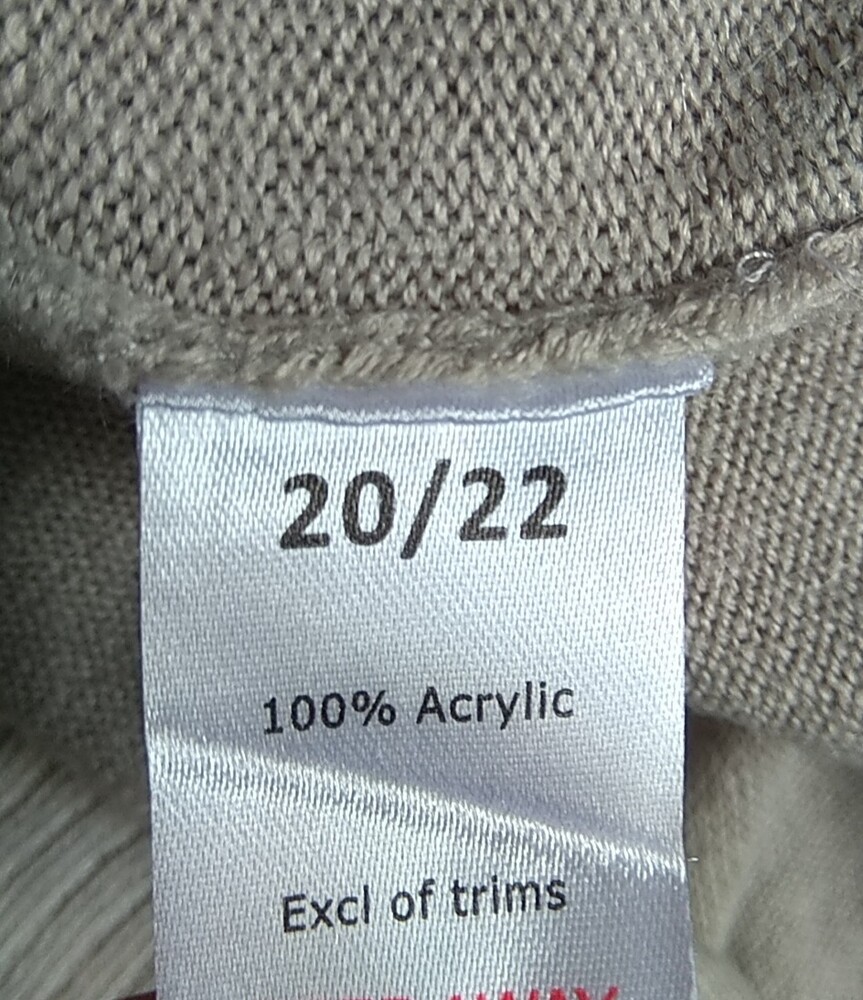 20/22
100% Acrylic
Excl of trims